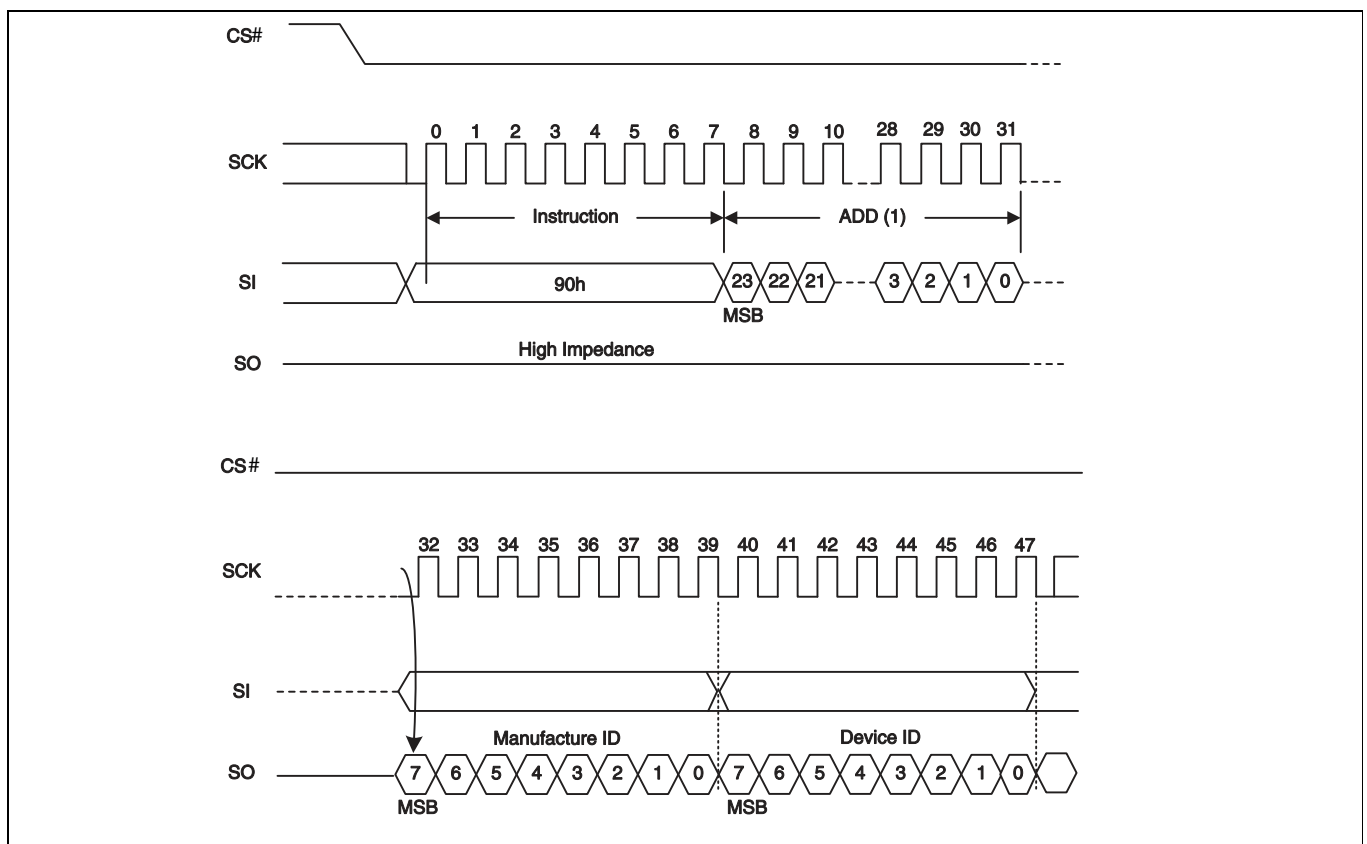 CS#
0 1 2 3 4 5 6 7 8 9 10 28 29 30 31
SCK
Instruction ADD (1)
SI 90h 23 22 21 3 2 1 0
MSB
High Impedance
SO
CS#
32 33 34 35 36 37 38 39 40 41 42 43 44 45 46 47
SCK
SI
Manufacture ID Device ID
SO 7 6 5 4 3 2 1 0 7 6 5 4 3 2 1 0
MSB MSB